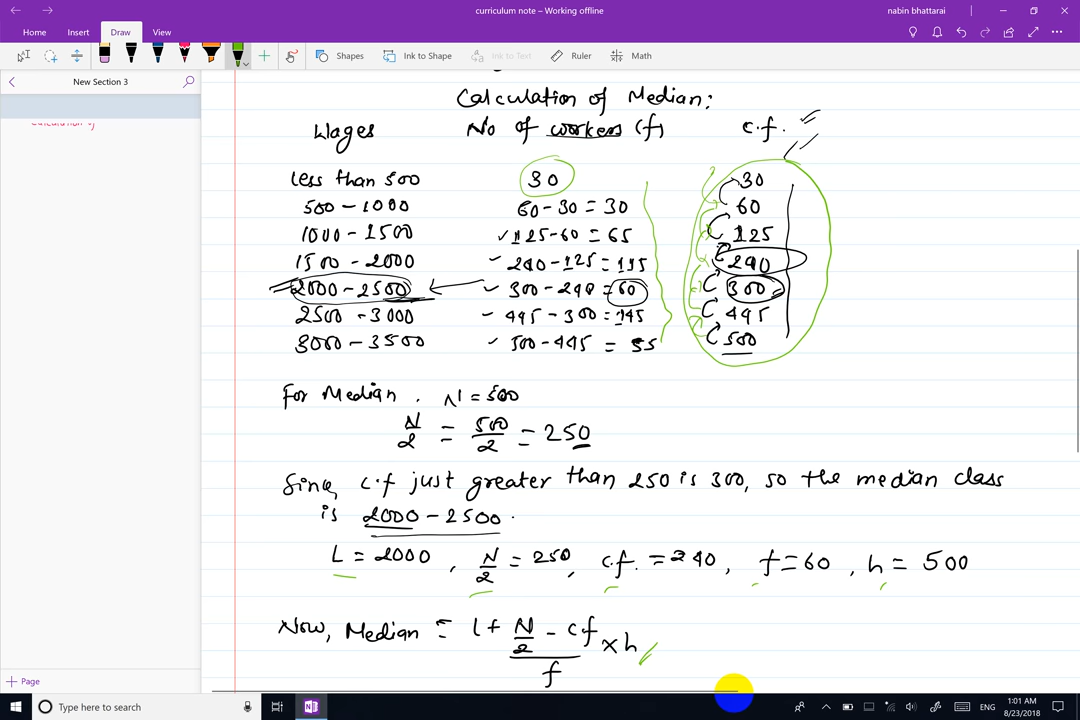 curriculum note – Working offline
nabin bhattarai
Home Insert Draw View
Shapes Ink to Shape Ink to Text Ruler Math
New Section 3
Calculation of Median:
Wages No of workers (f) c.f.
less than 500 30 30
500 - 1000 60-30 = 30 60
1000 - 1500 125-60 = 65 125
1500 - 2000 240-125 = 115 240
2000 - 2500 300-240 = 60 300
2500 - 3000 445-300 = 145 445
3000 - 3500 500-445 = 55 500
For Median, N = 500
N/2 = 500/2 = 250
Since, c.f just greater than 250 is 300, so the median class
is 2000 - 2500.
L = 2000, N/2 = 250, c.f. = 240, f = 60, h = 500
Now, Median = l + N/2 - cf / f × h
+ Page
Type here to search
ENG
1:01 AM
8/23/2018